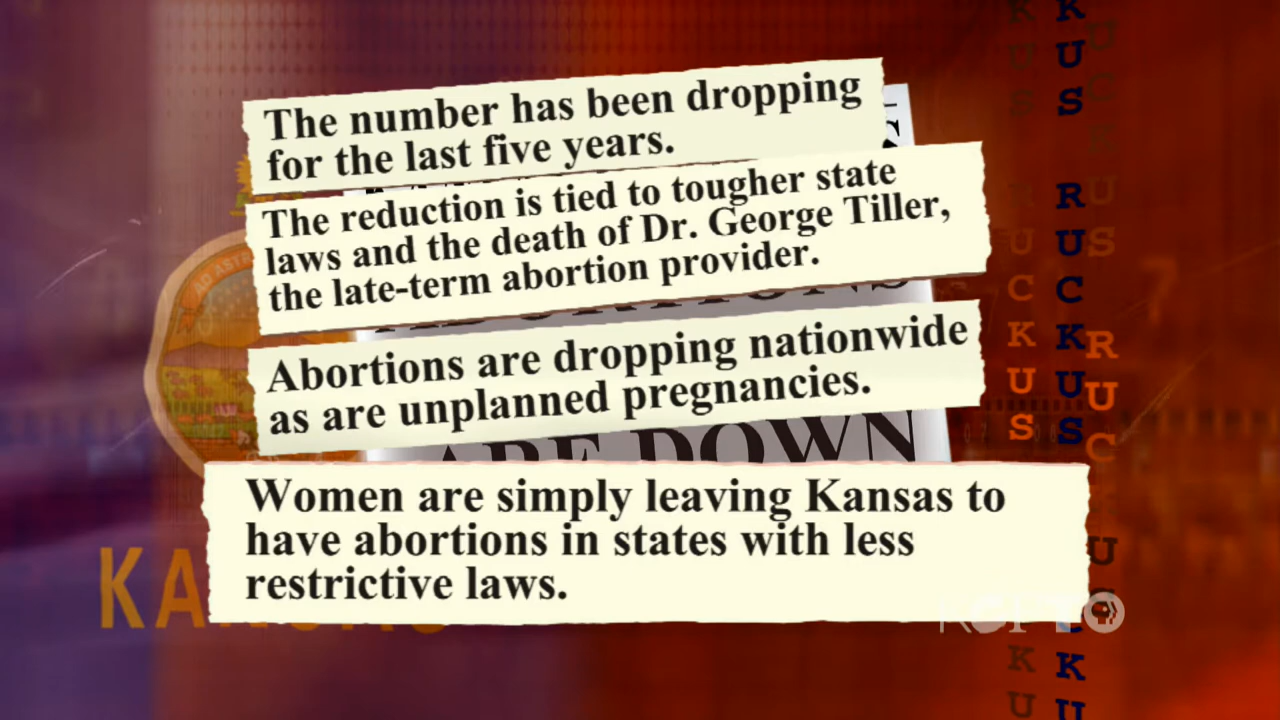 The number has been dropping
for the last five years.
The reduction is tied to tougher state
laws and the death of Dr. George Tiller,
the late-term abortion provider.
Abortions are dropping nationwide
as are unplanned pregnancies.
ARE DOWN
Women are simply leaving Kansas to
have abortions in states with less
restrictive laws.
RUCKUS
RUCKUS